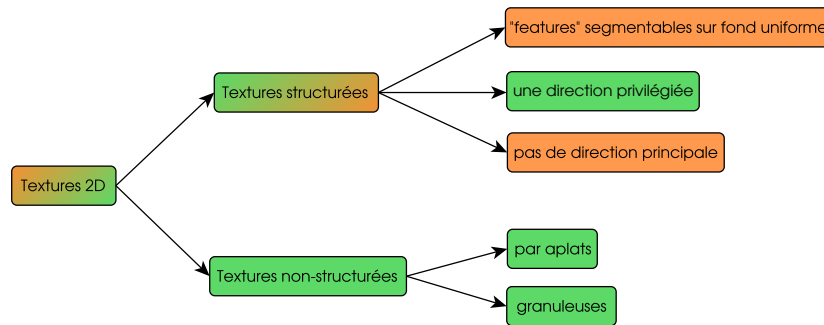 "features" segmentables sur fond uniforme
Textures structurées
une direction privilégiée
pas de direction principale
Textures 2D
par aplats
Textures non-structurées
granuleuses